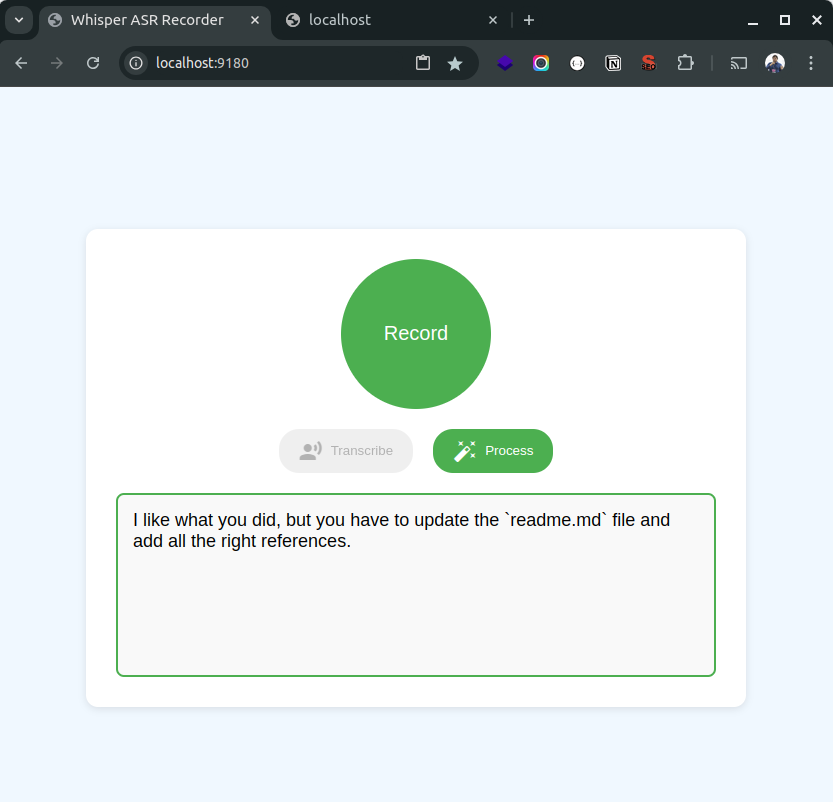 Whisper ASR Recorder
localhost
localhost:9180
Record
Transcribe
Process
I like what you did, but you have to update the `readme.md` file and
add all the right references.